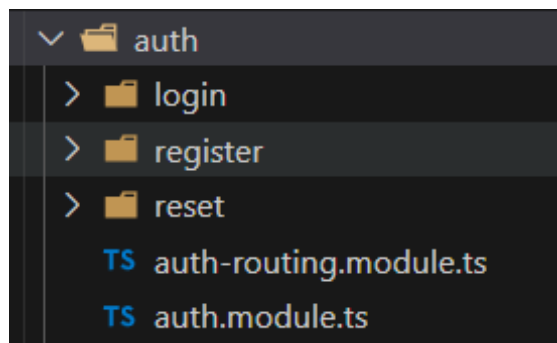 auth
login
register
reset
TS auth-routing.module.ts
TS auth.module.ts